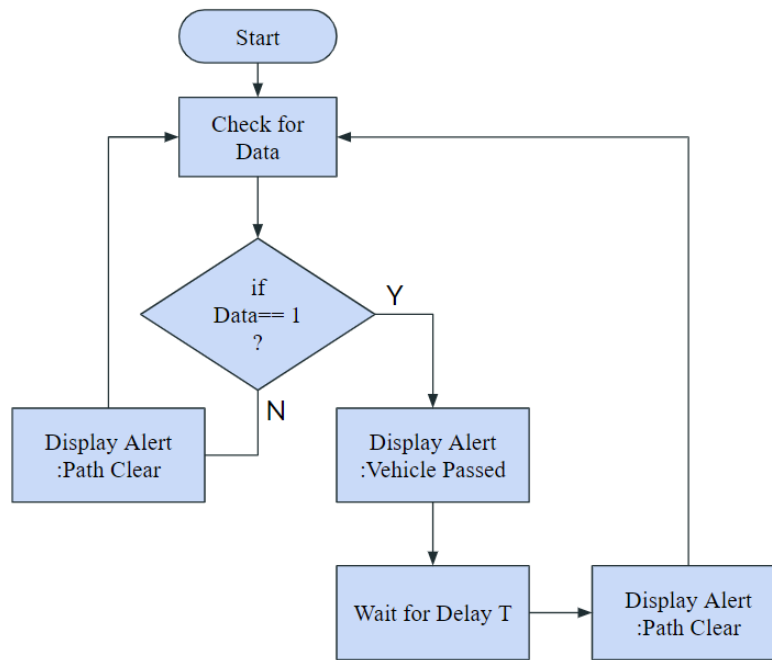 Start
Check for
Data
if
Data== 1
?
Y
N
Display Alert
:Path Clear
Display Alert
:Vehicle Passed
Wait for Delay T
Display Alert
:Path Clear